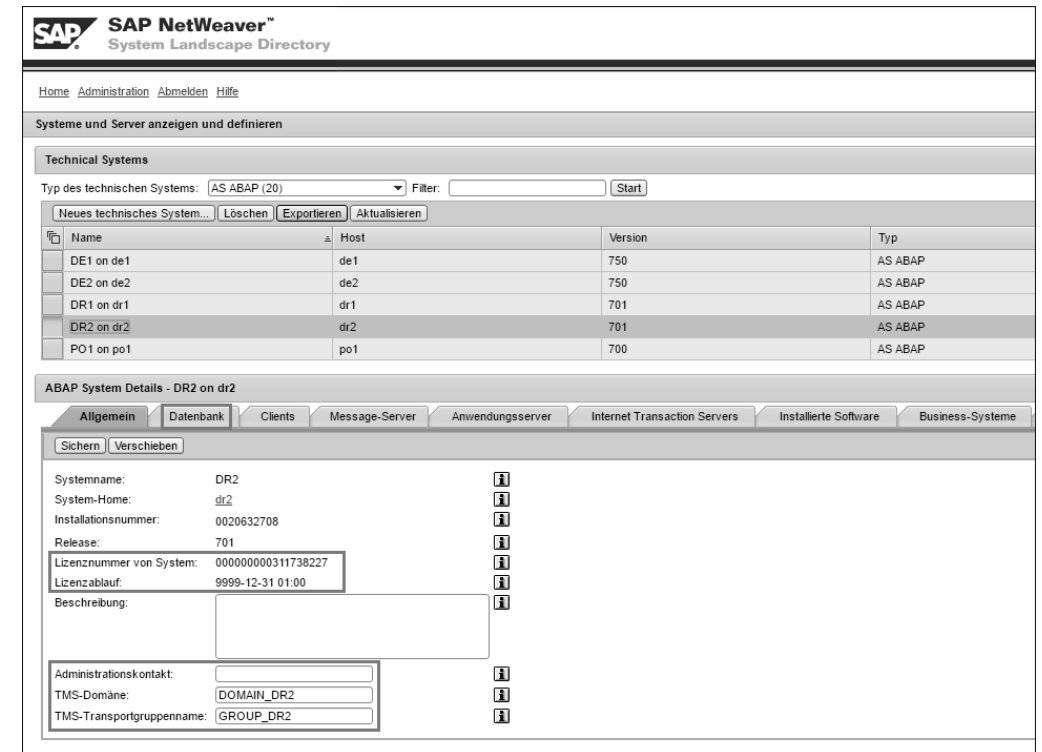 SAP SAP NetWeaver™
System Landscape Directory
Home Administration Abmelden Hilfe
Systeme und Server anzeigen und definieren
Technical Systems
Typ des technischen Systems: AS ABAP (20) Filter: Start
Neues technisches System... Löschen Exportieren Aktualisieren
Name Host Version Typ
DE1 on de1 de1 750 AS ABAP
DE2 on de2 de2 750 AS ABAP
DR1 on dr1 dr1 701 AS ABAP
DR2 on dr2 dr2 701 AS ABAP
PO1 on po1 po1 700 AS ABAP
ABAP System Details - DR2 on dr2
Allgemein Datenbank Clients Message-Server Anwendungsserver Internet Transaction Servers Installierte Software Business-Systeme
Sichern Verschieben
Systemname: DR2
System-Home: dr2
Installationsnummer: 0020632708
Release: 701
Lizenznummer von System: 000000000311738227
Lizenzablauf: 9999-12-31 01:00
Beschreibung:
Administrationskontakt:
TMS-Domäne: DOMAIN_DR2
TMS-Transportgruppenname: GROUP_DR2